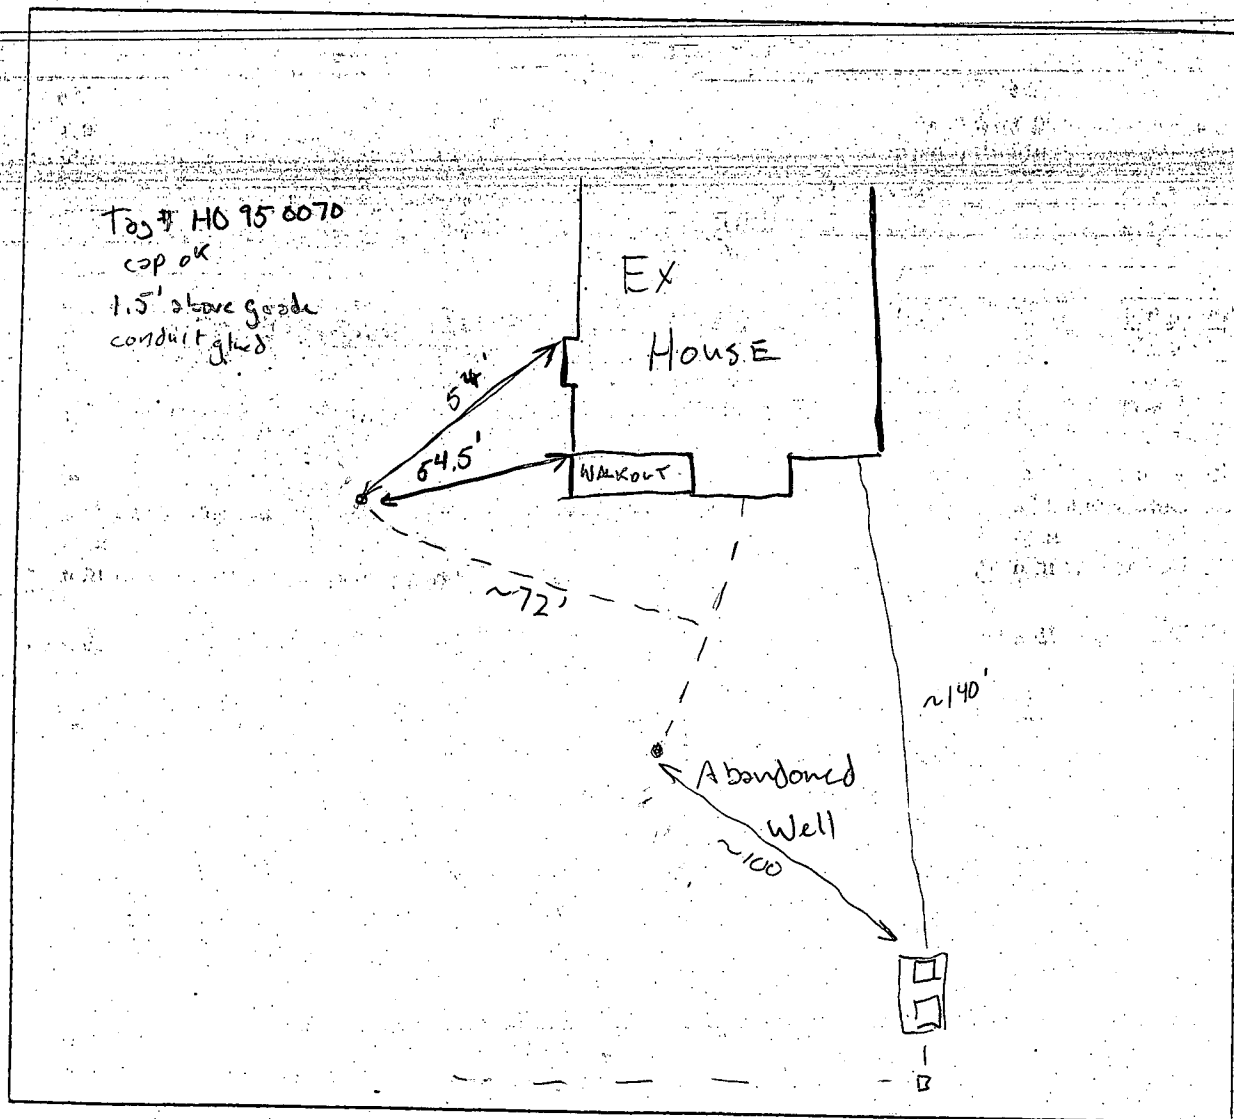 Tag # HO 95 0070
cap ok
1.5' above grade
conduit glued
Ex
House
54'
54.5'
WALKOUT
~72'
~140'
Abandoned
Well
~100